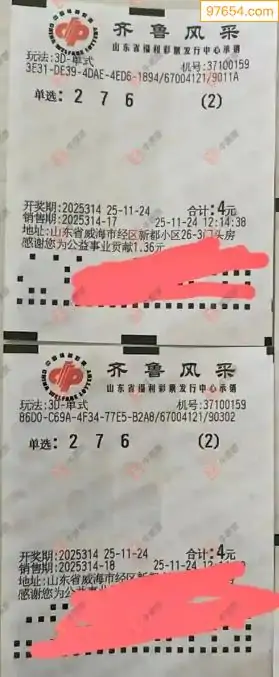 97654.com
齐鲁风采
山东省福利彩票发行中心承销
玩法:3D-单式 机号:37100159
3E31-DE39-4DAE-4ED6-1894/67004121/9011A
单选: 2 7 6 (2)
开奖期:2025314 25-11-24 合计:4元
销售期:2025314-17 25-11-24 12:14:38
地址:山东省威海市经区新都小区26-3门头房
感谢您为公益事业贡献1.36元
齐鲁风采
山东省福利彩票发行中心承销
玩法:3D-单式 机号:37100159
86D0-C69A-4F34-77E5-B2A8/67004121/90302
单选: 2 7 6 (2)
开奖期:2025314 25-11-24 合计:4元
销售期:2025314-18 25-11-24
地址:山东省威海市经区新都
感谢您为公益事业